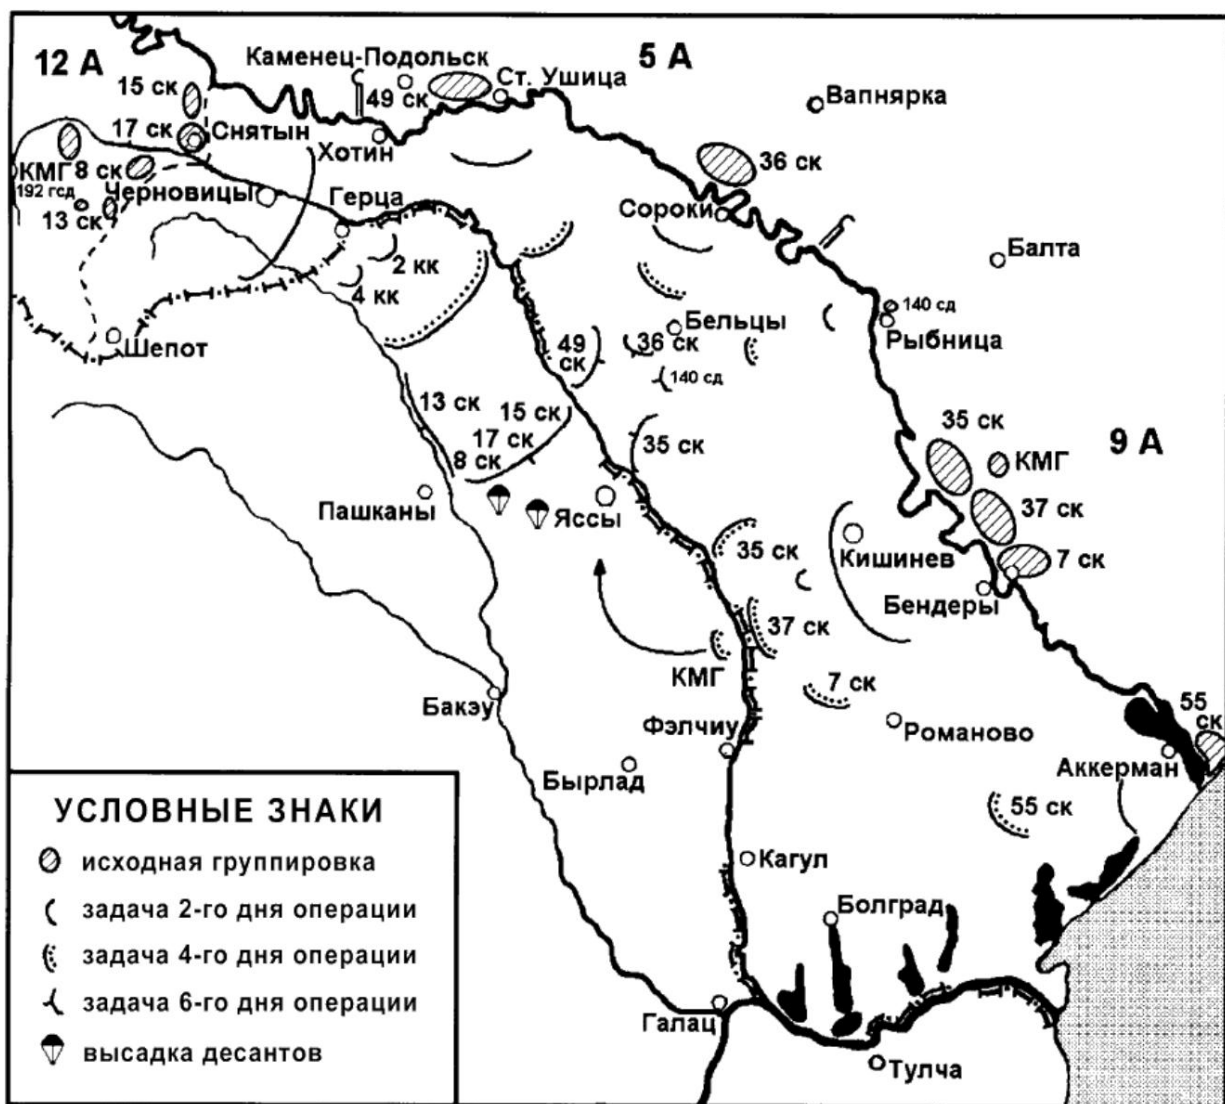 12 А
Каменец-Подольск
5 А
15 ск
49 ск
Ст. Ушица
Вапнярка
17 ск
Снятын
Хотин
36 ск
КМГ
8 ск
192 гсд
Черновицы
Герца
13 ск
Сороки
Балта
2 кк
4 кк
140 сд
Рыбница
Шепот
Бельцы
49
ск
36 ск
140 сд
13 ск
15 ск
17 ск
8 ск
35 ск
35 ск
9 А
КМГ
Пашканы
Яссы
37 ск
35 ск
Кишинев
7 ск
Бендеры
37 ск
КМГ
7 ск
Бакэу
Фэлчиу
Романово
55
ск
Бырлад
Аккерман
55 ск
Кагул
Болград
Галац
Тулча
УСЛОВНЫЕ ЗНАКИ
исходная группировка
задача 2-го дня операции
задача 4-го дня операции
задача 6-го дня операции
высадка десантов